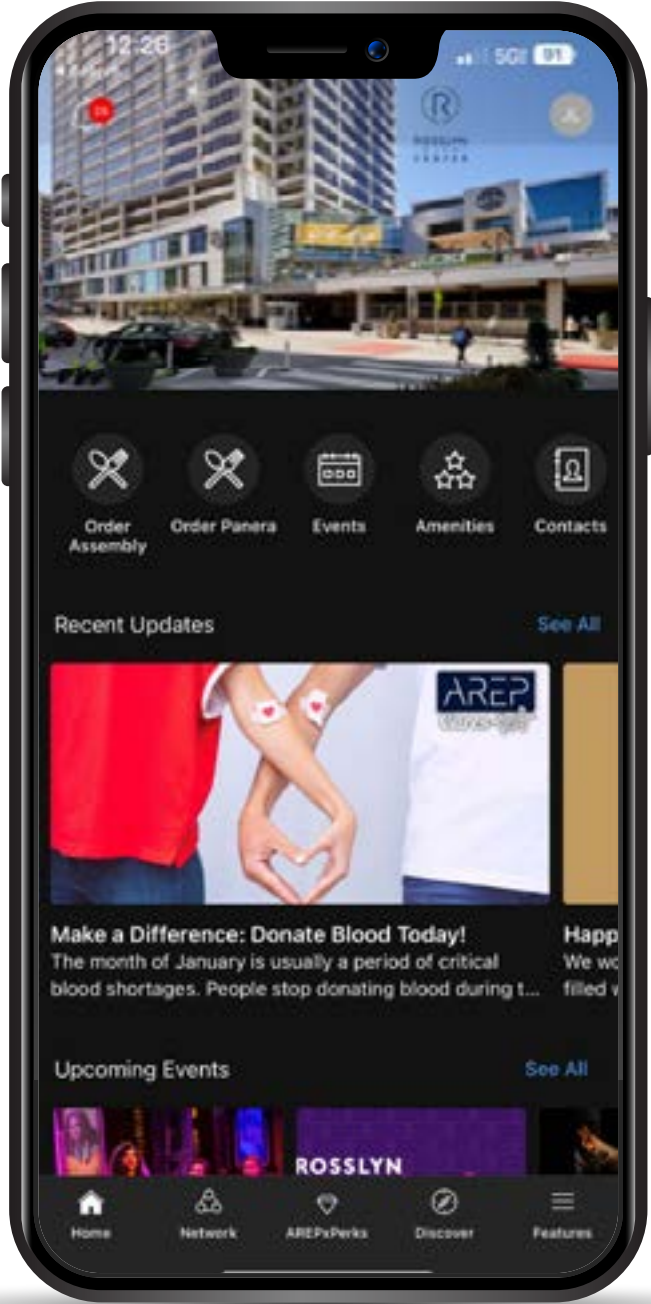 12:26
5G
91
R
ROSSLYN
CENTER
Order
Assembly
Order Panera
Events
Amenities
Contacts
Recent Updates
See All
AREP
Make a Difference: Donate Blood Today!
The month of January is usually a period of critical
blood shortages. People stop donating blood during t...
Happ
We wo
filled w
Upcoming Events
See All
ROSSLYN
Home
Network
AREPxPerks
Discover
Features